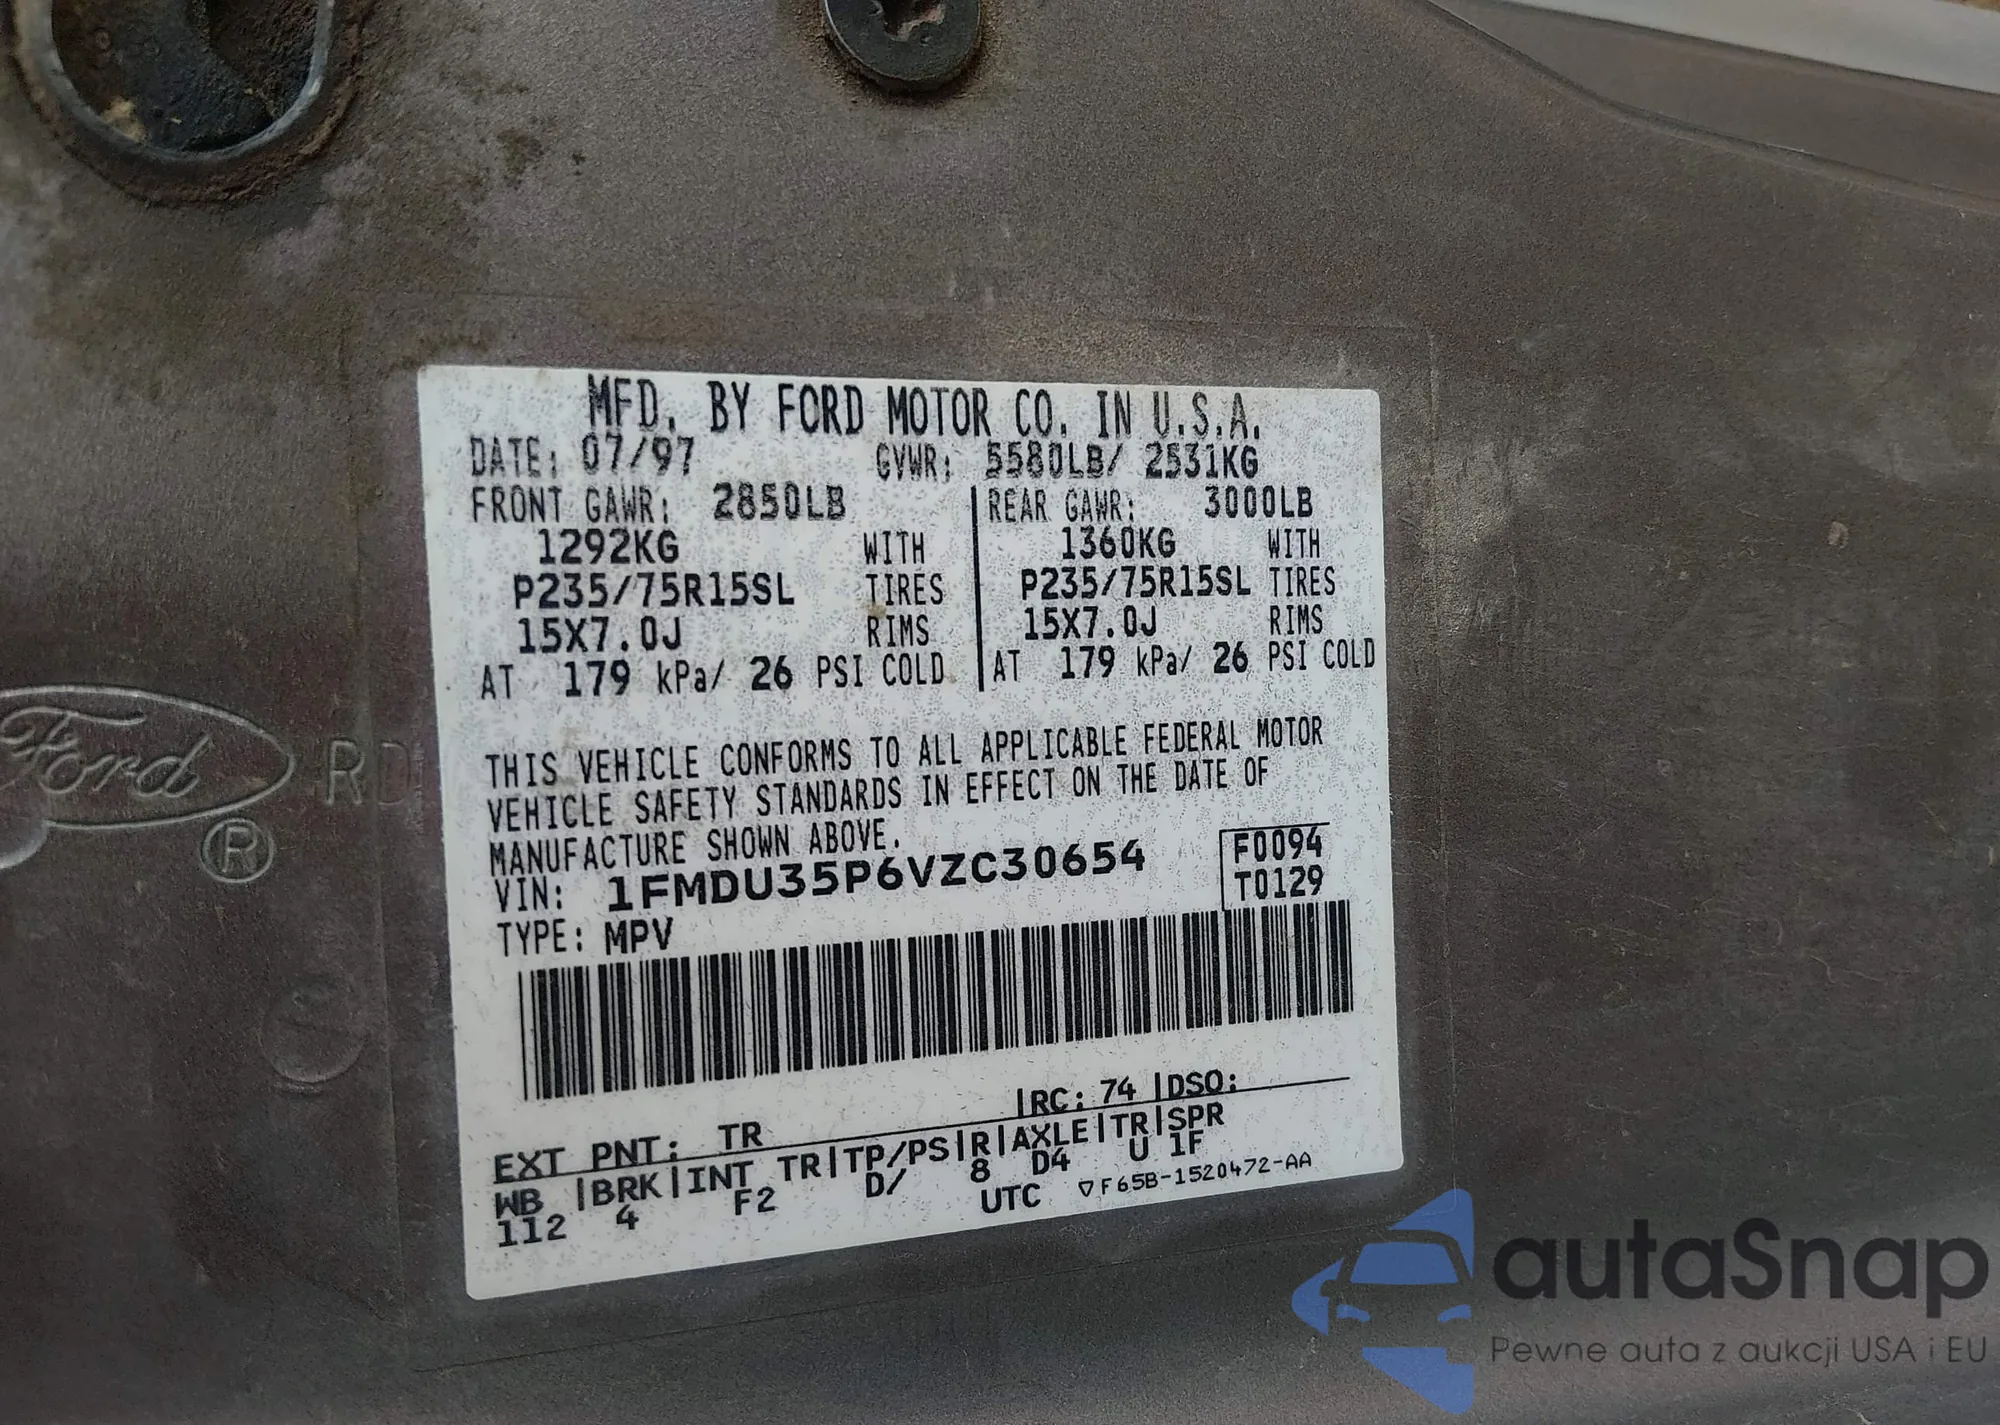 MFD. BY FORD MOTOR CO. IN U.S.A.
DATE: 07/97 GVWR: 5580LB/ 2531KG
FRONT GAWR: 2850LB REAR GAWR: 3000LB
1292KG WITH 1360KG WITH
P235/75R15SL TIRES P235/75R15SL TIRES
15X7.0J RIMS 15X7.0J RIMS
AT 179 kPa/ 26 PSI COLD AT 179 kPa/ 26 PSI COLD
THIS VEHICLE CONFORMS TO ALL APPLICABLE FEDERAL MOTOR
VEHICLE SAFETY STANDARDS IN EFFECT ON THE DATE OF
MANUFACTURE SHOWN ABOVE.
VIN: 1FMDU35P6VZC30654 F0094
TYPE: MPV T0129
EXT PNT: TR |RC: 74 |DSO:
WB |BRK|INT TR|TP/PS|R|AXLE|TR|SPR
112 4 F2 D/ 8 D4 U 1F
UTC ▽F65B-1520472-AA
Ford
®
autaSnap
Pewne auta z aukcji USA i EU